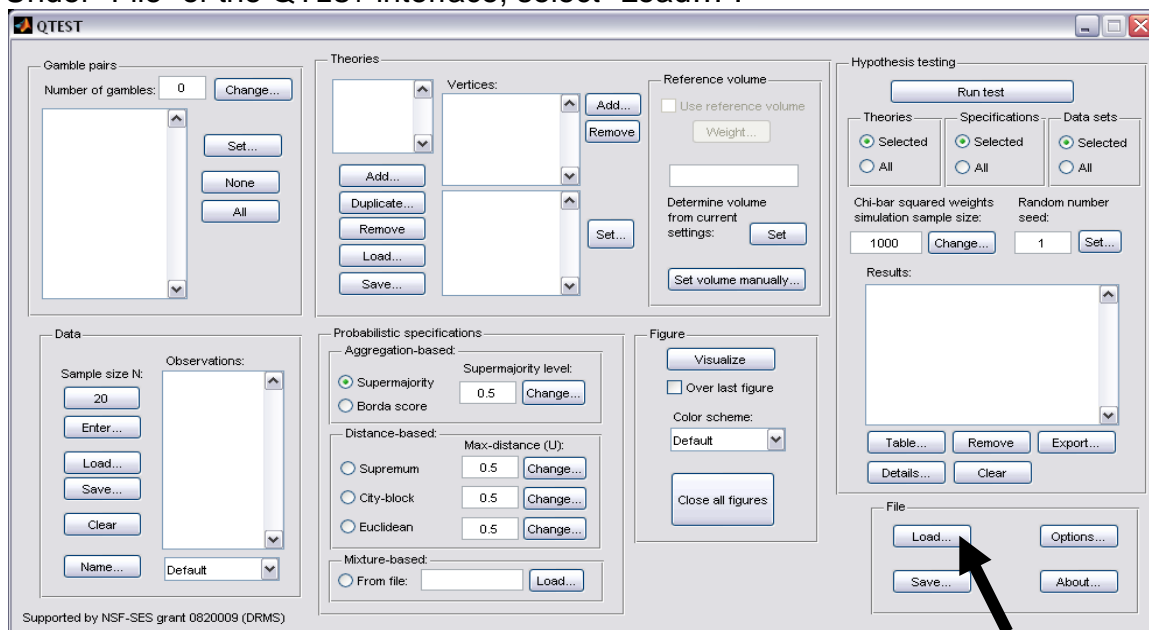 Under "File" of the QTEST interface, select "Load...".
QTEST
Gamble pairs
Number of gambles: 0 Change...
Set...
None
All
Theories
Vertices:
Add...
Remove
Add...
Duplicate...
Remove
Load...
Save...
Set...
Reference volume
Use reference volume
Weight...
Determine volume
from current
settings: Set
Set volume manually...
Hypothesis testing
Run test
Theories
Selected
All
Specifications
Selected
All
Data sets
Selected
All
Chi-bar squared weights
simulation sample size:
1000 Change...
Random number
seed:
1 Set...
Results:
Table... Remove Export...
Details... Clear
Data
Sample size N:
20
Enter...
Load...
Save...
Clear
Name...
Observations:
Default
Probabilistic specifications
Aggregation-based:
Supermajority
Borda score
Supermajority level:
0.5 Change...
Distance-based:
Max-distance (U):
Supremum 0.5 Change...
City-block 0.5 Change...
Euclidean 0.5 Change...
Mixture-based:
From file: Load...
Figure
Visualize
Over last figure
Color scheme:
Default
Close all figures
File
Load... Options...
Save... About...
Supported by NSF-SES grant 0820009 (DRMS)